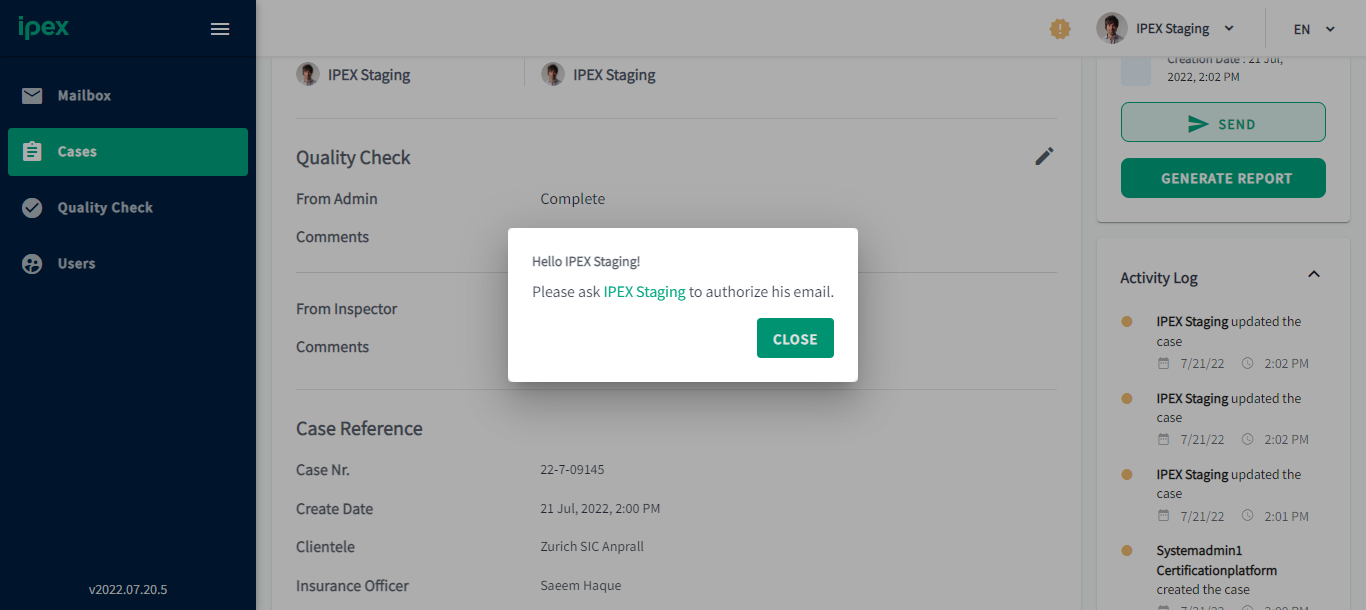 ipex
IPEX Staging
EN
Mailbox
Cases
Quality Check
Users
v2022.07.20.5
IPEX Staging
IPEX Staging
Quality Check
From Admin
Complete
Comments
From Inspector
Comments
Case Reference
Case Nr.
22-7-09145
Create Date
21 Jul, 2022, 2:00 PM
Clientele
Zurich SIC Anprall
Insurance Officer
Saeem Haque
Hello IPEX Staging!
Please ask IPEX Staging to authorize his email.
CLOSE
Creation Date : 21 Jul,
2022, 2:02 PM
SEND
GENERATE REPORT
Activity Log
IPEX Staging updated the
case
7/21/22 2:02 PM
IPEX Staging updated the
case
7/21/22 2:02 PM
IPEX Staging updated the
case
7/21/22 2:01 PM
Systemadmin1
Certificationplatform
created the case